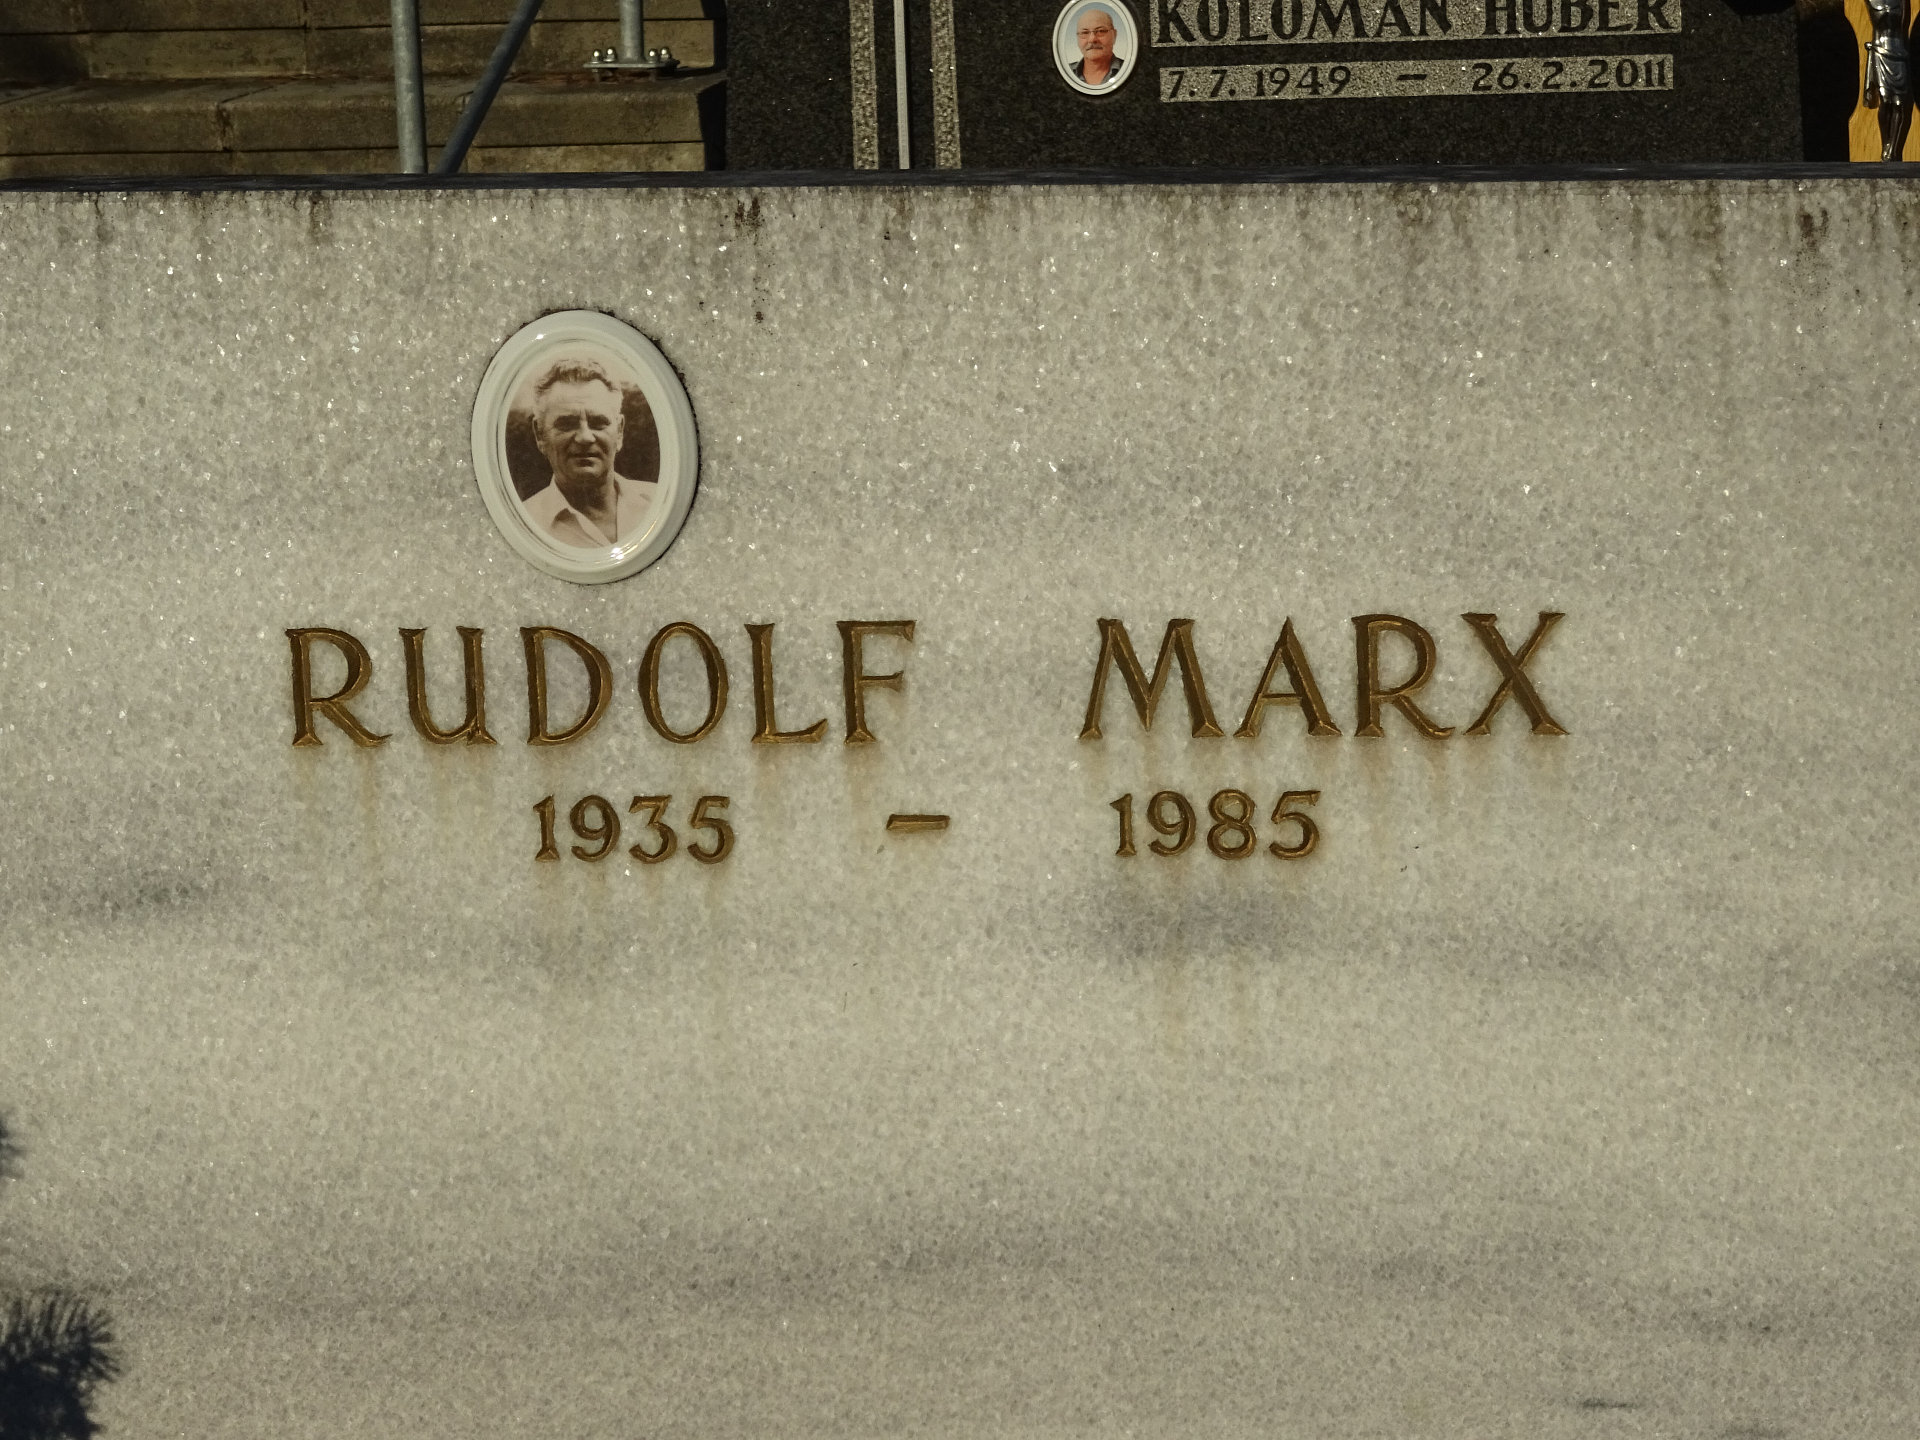 KOLOMAN HUBER
7.7.1949 - 26.2.2011
RUDOLF MARX
1935 - 1985